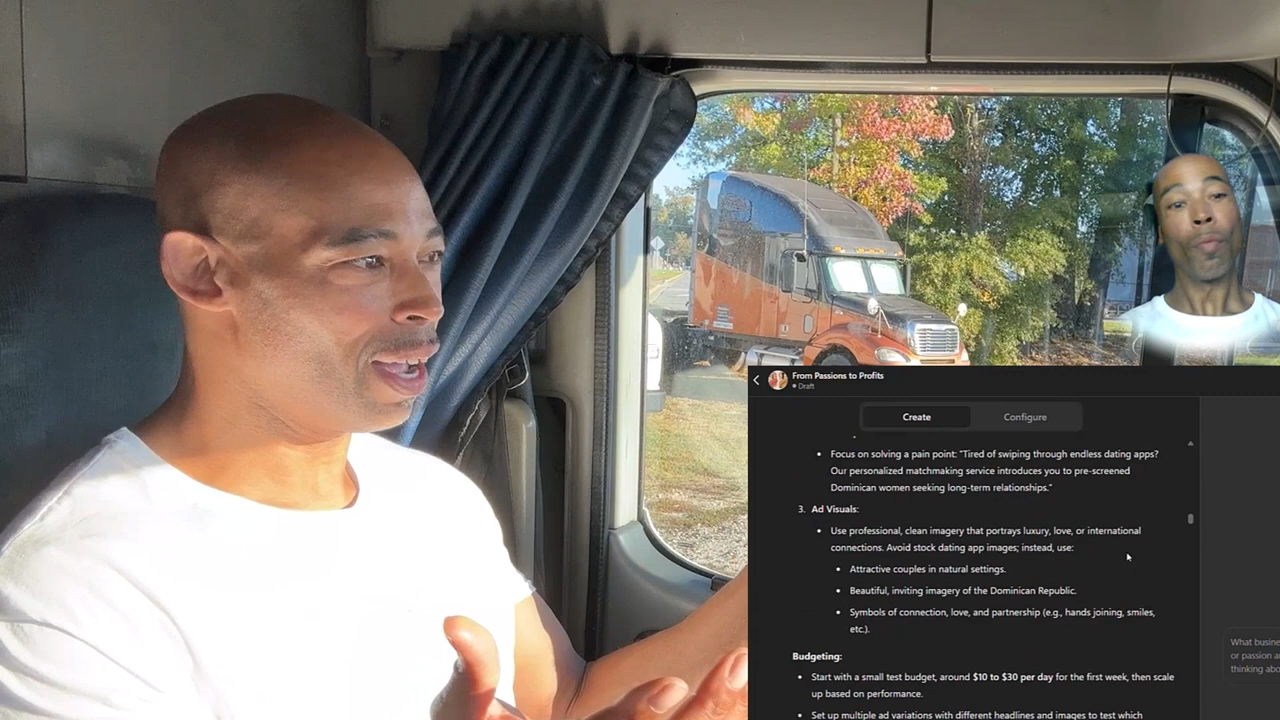 From Passions to Profits
Draft
Create
Configure
Focus on solving a pain point: "Tired of swiping through endless dating apps?
Our personalized matchmaking service introduces you to pre-screened
Dominican women seeking long-term relationships."
3. Ad Visuals:
Use professional, clean imagery that portrays luxury, love, or international
connections. Avoid stock dating app images; instead, use:
Attractive couples in natural settings.
Beautiful, inviting imagery of the Dominican Republic.
Symbols of connection, love, and partnership (e.g., hands joining, smiles,
etc.).
What busine
or passion a
thinking abo
Budgeting:
Start with a small test budget, around $10 to $30 per day for the first week, then scale
up based on performance.
Set up multiple ad variations with different headlines and images to test which